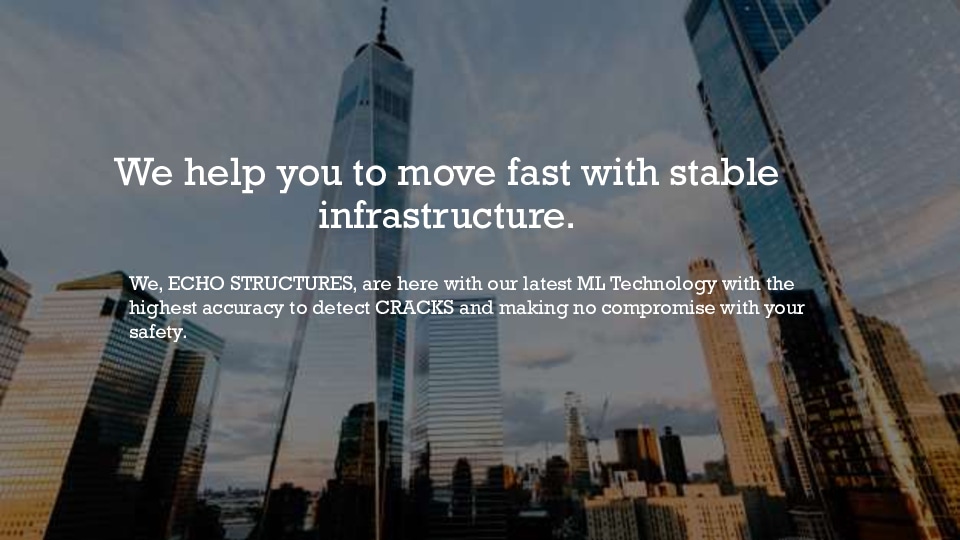 We help you to move fast with stable
infrastructure.
We, ECHO STRUCTURES, are here with our latest ML Technology with the
highest accuracy to detect CRACKS and making no compromise with your
safety.